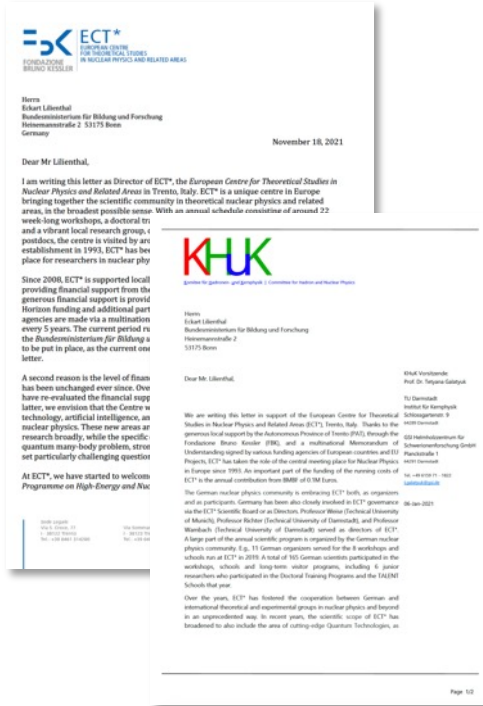 FBK
FONDAZIONE
BRUNO KESSLER
ECT*
EUROPEAN CENTRE
FOR THEORETICAL STUDIES
IN NUCLEAR PHYSICS AND RELATED AREAS
Herrn
Eckart Lilienthal
Bundesministerium für Bildung und Forschung
Heinemannstraße 2 53175 Bonn
Germany
November 18, 2021
Dear Mr Lilienthal,
I am writing this letter as Director of ECT*, the European Centre for Theoretical Studies in
Nuclear Physics and Related Areas in Trento, Italy. ECT* is a unique centre in Europe
bringing together the scientific community in theoretical nuclear physics and related
areas, in the broadest possible sense. With an annual schedule consisting of around 22
week-long workshops, a doctoral tra
and a vibrant local research group,
postdocs, the centre is visited by
establishment in 1993, ECT* has bee
place for researchers in nuclear phy
Since 2008, ECT* is supported locall
providing financial support from the
generous financial support is provid
Horizon funding and additional part
agencies are made via a multination
every 5 years. The current period ru
the Bundesministerium für Bildung u
to be put in place, as the current one
letter.
A second reason is the level of finan
has been unchanged ever since. Ove
have re-evaluated the financial supp
latter, we envision that the Centre w
technology, artificial intelligence, an
nuclear physics. These new areas ar
research broadly, while the specific
quantum many-body problem, stron
set particularly challenging question
At ECT*, we have started to welcome
Programme on High-Energy and Nuc
KHuK
Komitee für Hadronen- und Kernphysik / Committee for Hadron and Nuclear Physics
Herrn
Eckart Lilienthal
Bundesministerium für Bildung und Forschung
Heinemannstraße 2
53175 Bonn
Dear Mr. Lilienthal,
We are writing this letter in support of the European Centre for Theoretical
Studies in Nuclear Physics and Related Areas (ECT*), Trento, Italy. Thanks to the
generous local support by the Autonomous Province of Trento (PAT), through the
Fondazione Bruno Kessler (FBK), and a multinational Memorandum of
Understanding signed by various funding agencies of European countries and EU
Projects, ECT* has taken the role of the central meeting place for Nuclear Physics
in Europe since 1993. An important part of the funding of the running costs of
ECT* is the annual contribution from BMBF of 0.1M Euros.
The German nuclear physics community is embracing ECT* both, as organizers
and as participants. Germany has been also closely involved in ECT* governance
via the ECT* Scientific Board or as Directors. Professor Weise (Technical University
of Munich), Professor Richter (Technical University of Darmstadt), and Professor
Wambach (Technical University of Darmstadt) served as directors of ECT*.
A large part of the annual scientific program is organized by the German nuclear
physics community. E.g., 11 German organizers served for the 8 workshops and
schools run at ECT* in 2019. A total of 165 German scientists participated in the
workshops, schools and long-term visitor programs, including 6 junior
researchers who participated in the Doctoral Training Programs and the TALENT
Schools that year.
Over the years, ECT* has fostered the cooperation between German and
international theoretical and experimental groups in nuclear physics and beyond
in an unprecedented way. In recent years, the scientific scope of ECT* has
broadened to also include the area of cutting-edge Quantum Technologies, as
KHuK Vorsitzende:
Prof. Dr. Tetyana Galatyuk
TU Darmstadt
Institut für Kernphysik
Schlossgartenstr. 9
64289 Darmstadt
GSI Helmholtzzentrum für
Schwerionenforschung GmbH
Planckstraße 1
64291 Darmstadt
06-Jan-2021
Page 1/2